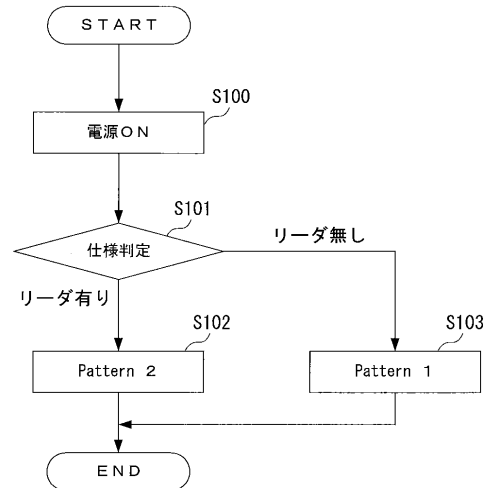 START
S100
電源ON
S101
仕様判定
リーダ無し
リーダ有り
S102
S103
Pattern 2
Pattern 1
END